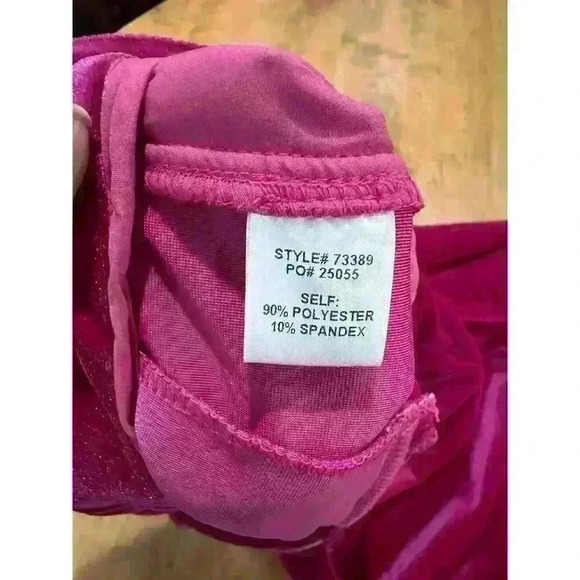 STYLE# 73389
PO# 25055
SELF:
90% POLYESTER
10% SPANDEX